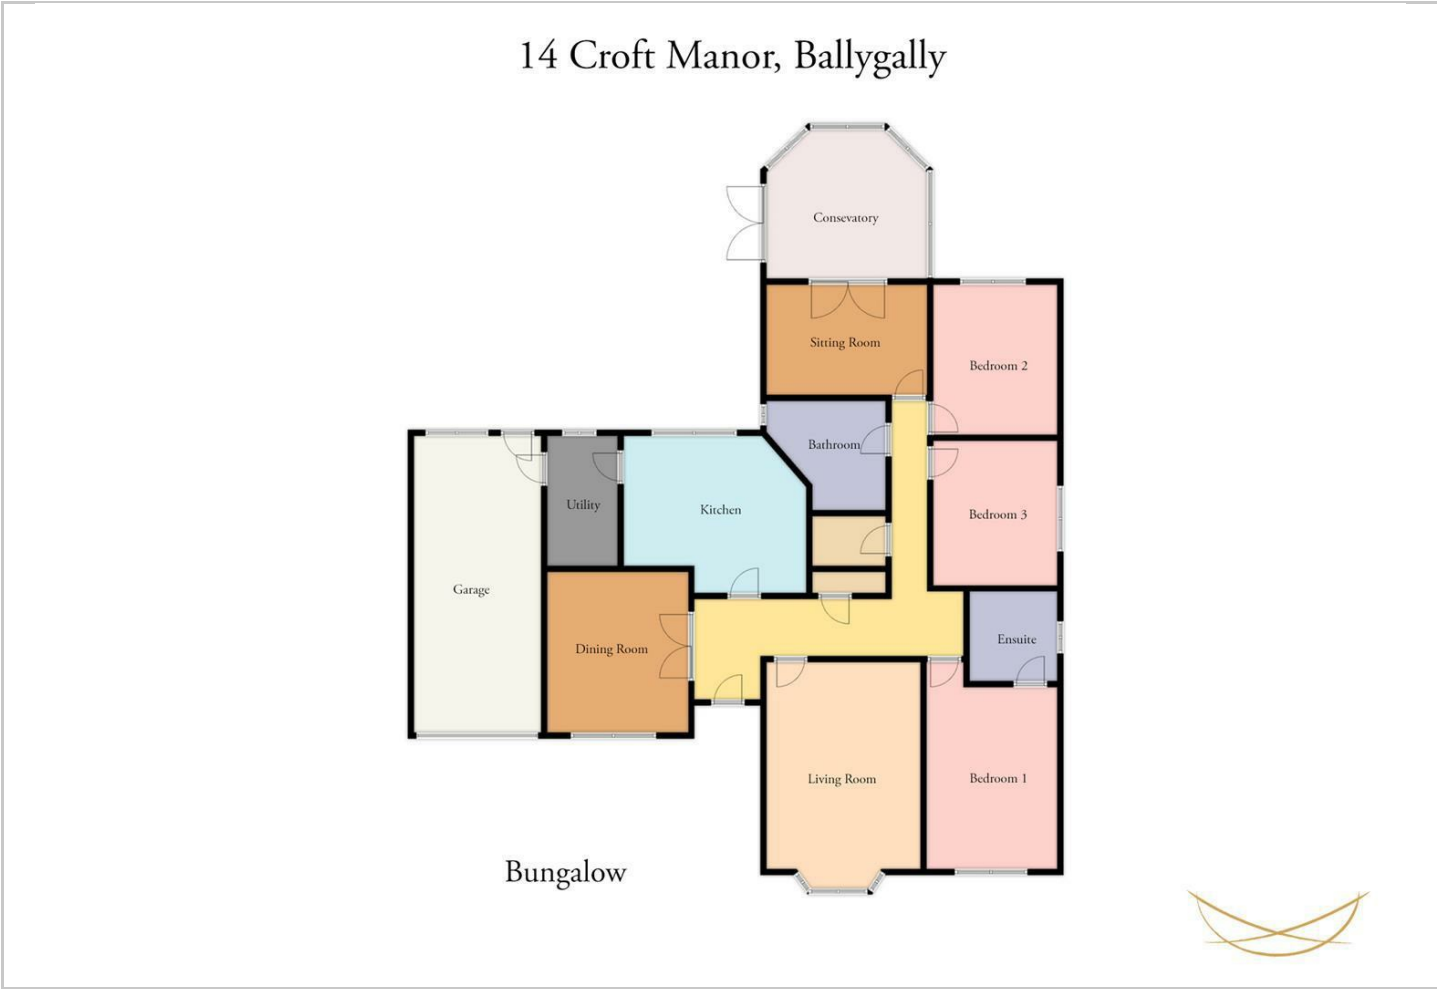 14 Croft Manor, Ballygally
Consevatory
Sitting Room
Bedroom 2
Bathroom
Utility
Kitchen
Bedroom 3
Garage
Dining Room
Ensuite
Living Room
Bedroom 1
Bungalow